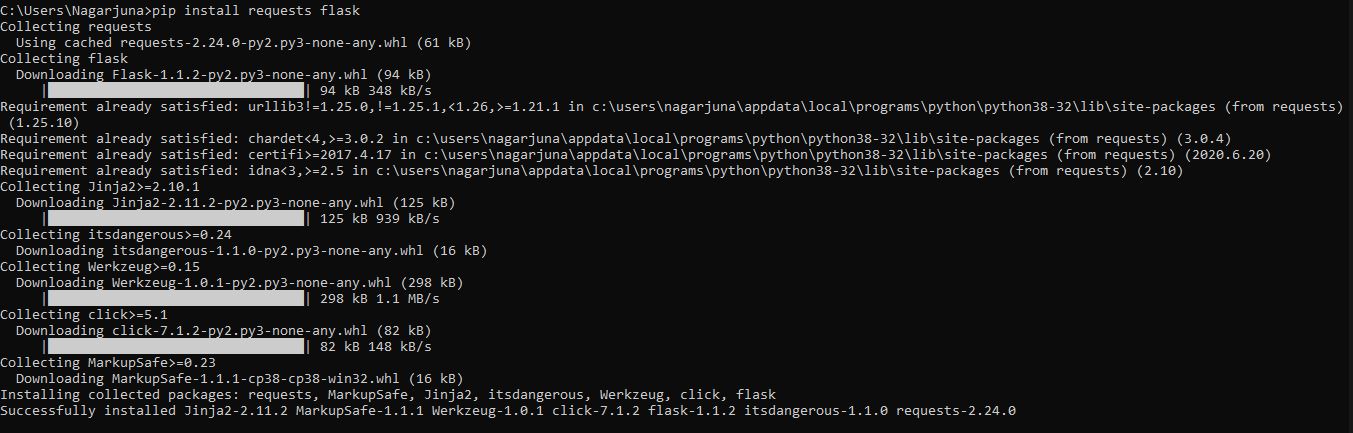 C:\Users\Nagarjuna>pip install requests flask
Collecting requests
  Using cached requests-2.24.0-py2.py3-none-any.whl (61 kB)
Collecting flask
  Downloading Flask-1.1.2-py2.py3-none-any.whl (94 kB)
     |████████████████████████████████| 94 kB 348 kB/s
Requirement already satisfied: urllib3!=1.25.0,!=1.25.1,<1.26,>=1.21.1 in c:\users\nagarjuna\appdata\local\programs\python\python38-32\lib\site-packages (from requests)
 (1.25.10)
Requirement already satisfied: chardet<4,>=3.0.2 in c:\users\nagarjuna\appdata\local\programs\python\python38-32\lib\site-packages (from requests) (3.0.4)
Requirement already satisfied: certifi>=2017.4.17 in c:\users\nagarjuna\appdata\local\programs\python\python38-32\lib\site-packages (from requests) (2020.6.20)
Requirement already satisfied: idna<3,>=2.5 in c:\users\nagarjuna\appdata\local\programs\python\python38-32\lib\site-packages (from requests) (2.10)
Collecting Jinja2>=2.10.1
  Downloading Jinja2-2.11.2-py2.py3-none-any.whl (125 kB)
     |████████████████████████████████| 125 kB 939 kB/s
Collecting itsdangerous>=0.24
  Downloading itsdangerous-1.1.0-py2.py3-none-any.whl (16 kB)
Collecting Werkzeug>=0.15
  Downloading Werkzeug-1.0.1-py2.py3-none-any.whl (298 kB)
     |████████████████████████████████| 298 kB 1.1 MB/s
Collecting click>=5.1
  Downloading click-7.1.2-py2.py3-none-any.whl (82 kB)
     |████████████████████████████████| 82 kB 148 kB/s
Collecting MarkupSafe>=0.23
  Downloading MarkupSafe-1.1.1-cp38-cp38-win32.whl (16 kB)
Installing collected packages: requests, MarkupSafe, Jinja2, itsdangerous, Werkzeug, click, flask
Successfully installed Jinja2-2.11.2 MarkupSafe-1.1.1 Werkzeug-1.0.1 click-7.1.2 flask-1.1.2 itsdangerous-1.1.0 requests-2.24.0